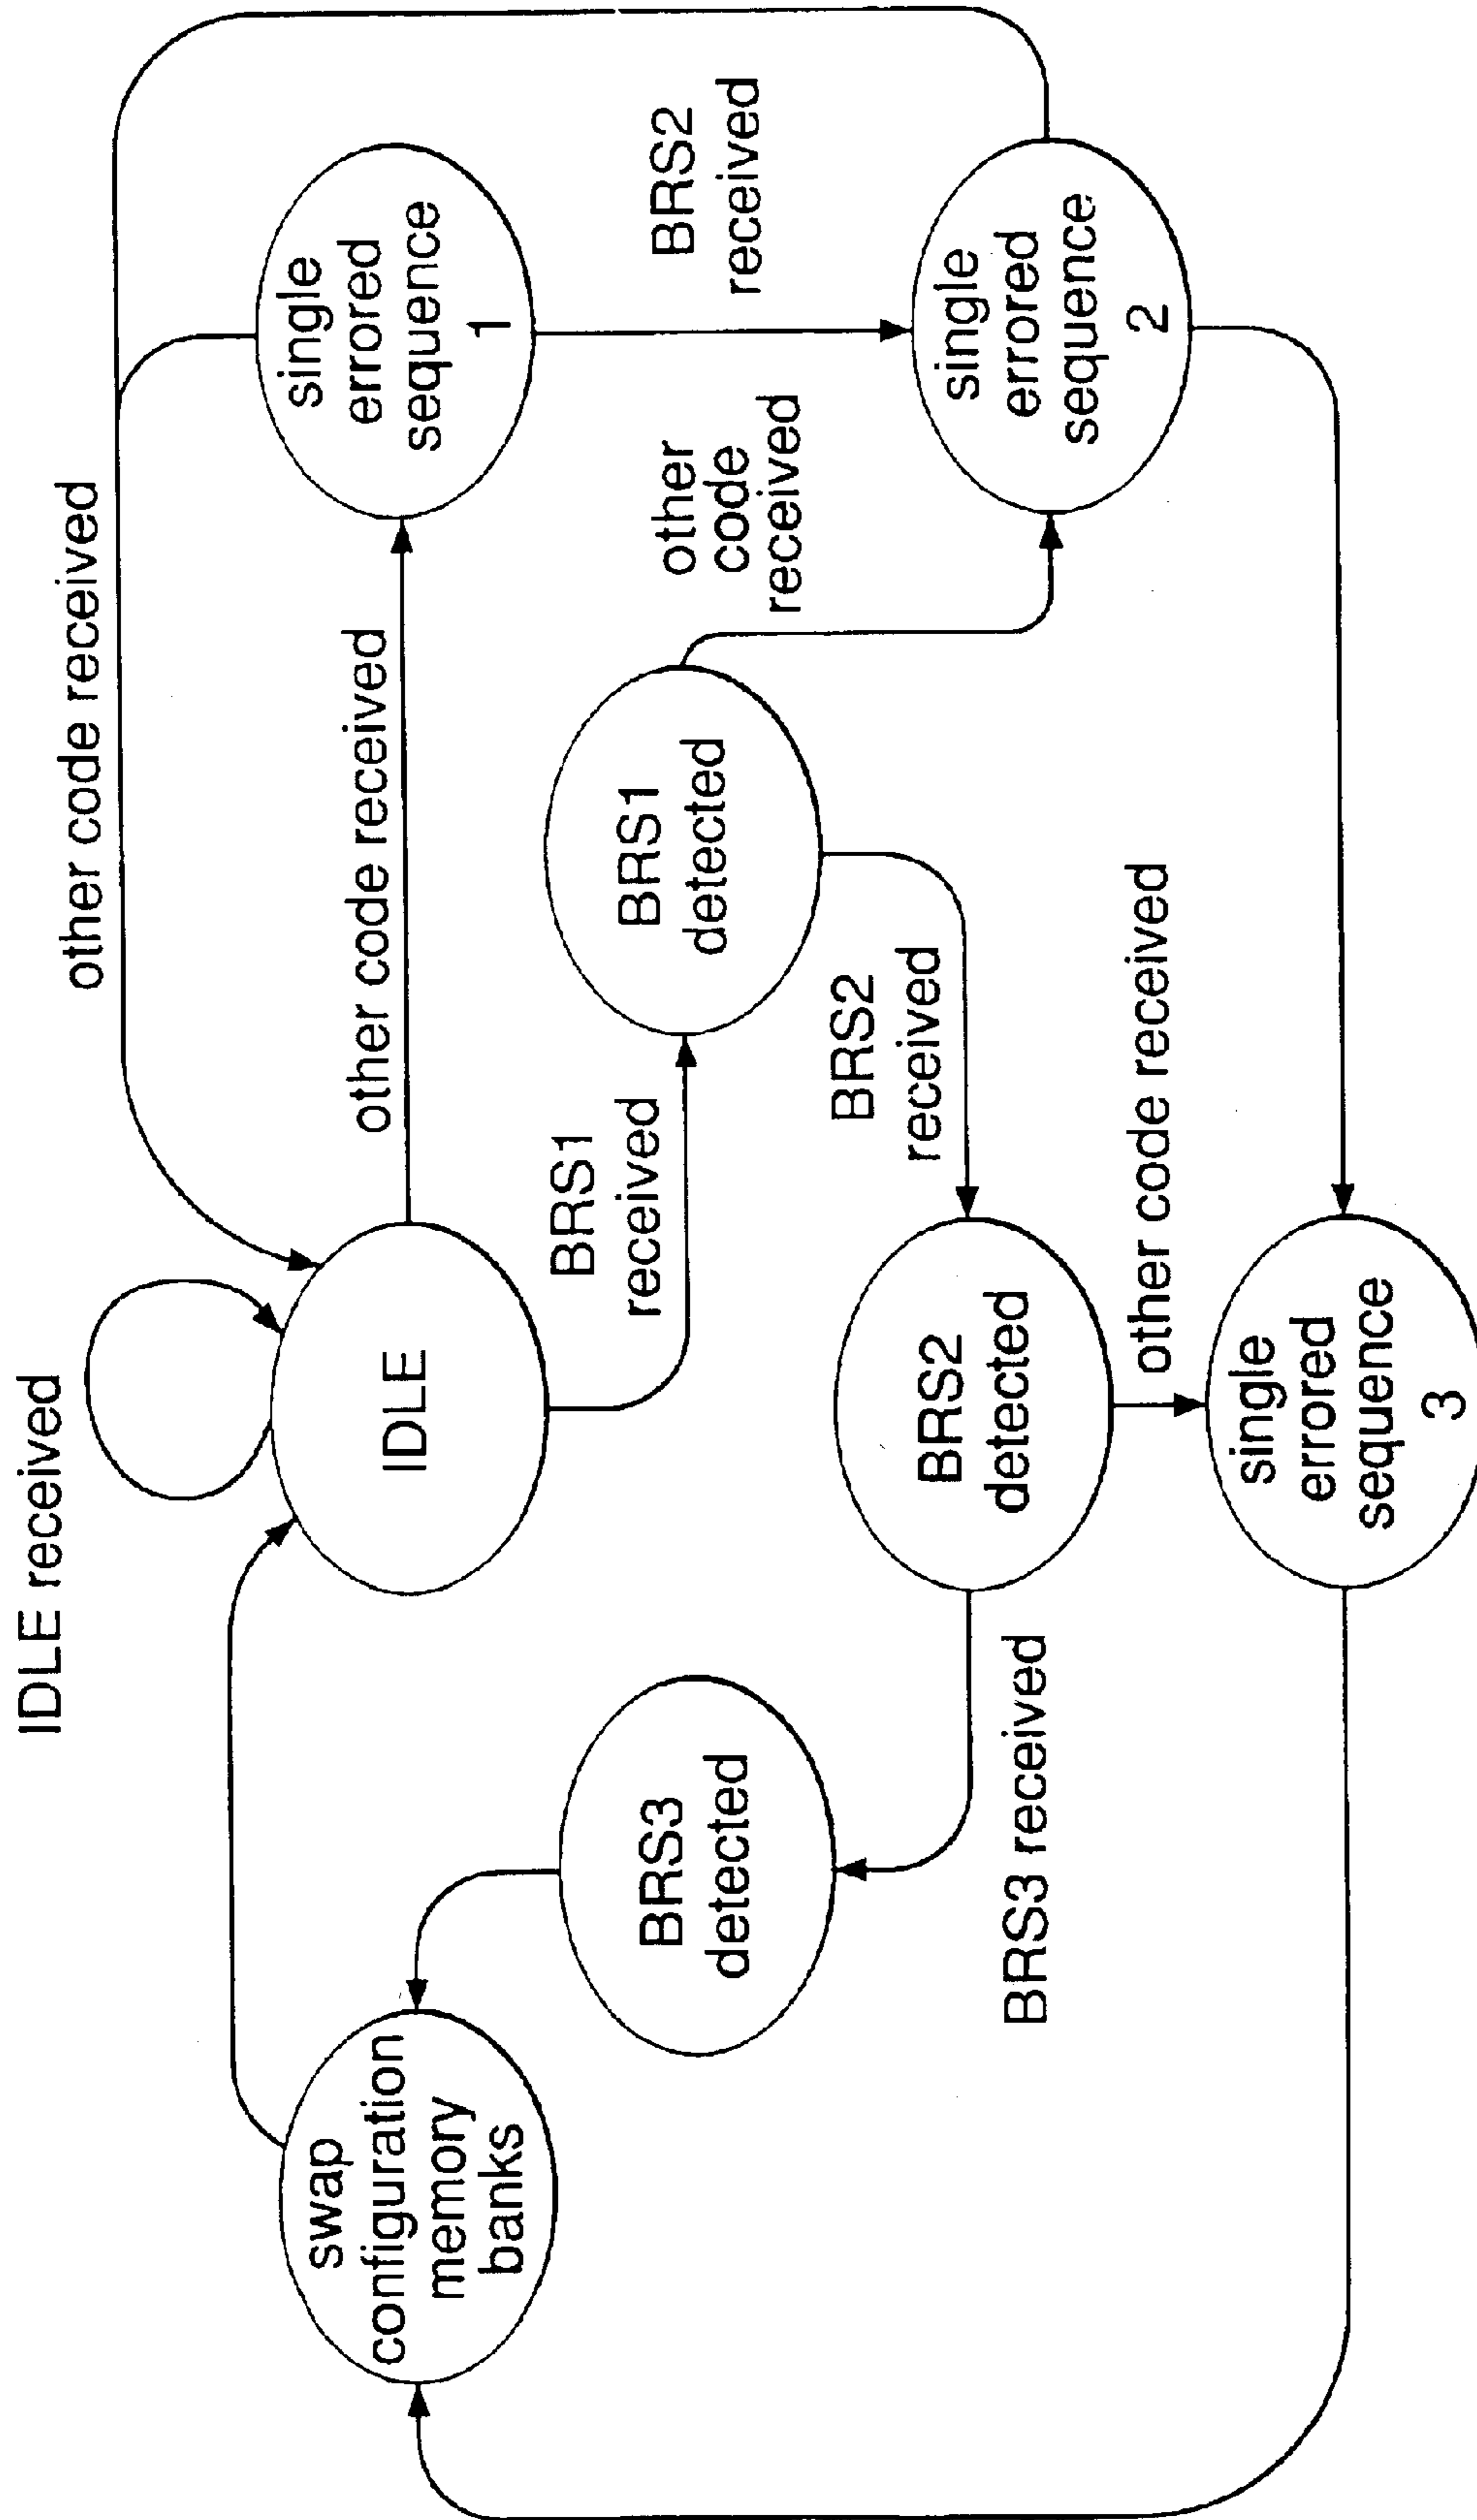 IDLE received
other code received
swap
configuration
memory
banks
IDLE
other code received
single
errored
sequence
1
BRS3
detected
BRS1
received
BRS1
detected
other
code
received
BRS2
received
BRS3 received
BRS2
detected
BRS2
received
single
errored
sequence
2
other code received
single
errored
sequence
3